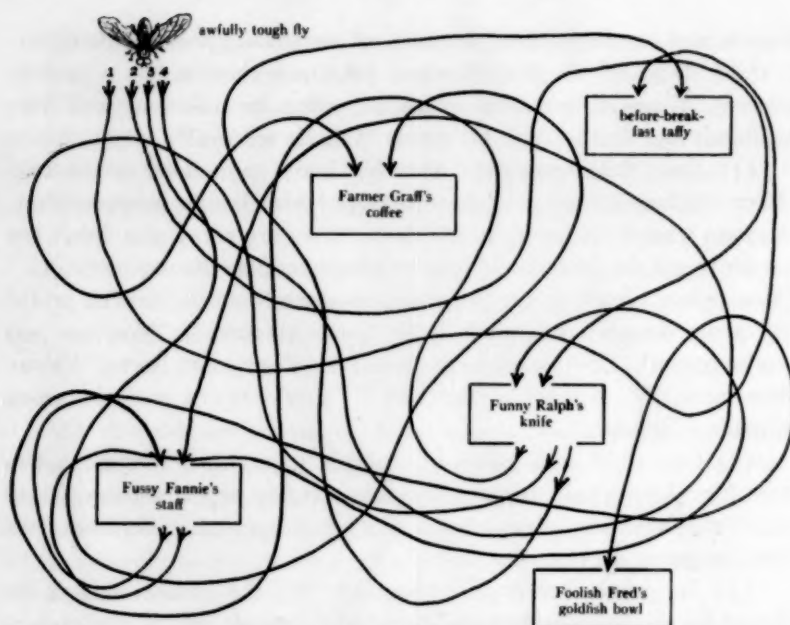 awfully tough fly
1 2 3 4
before-break-
fast taffy
Farmer Graff's
coffee
Funny Ralph's
knife
Fussy Fannie's
staff
Foolish Fred's
goldfish bowl